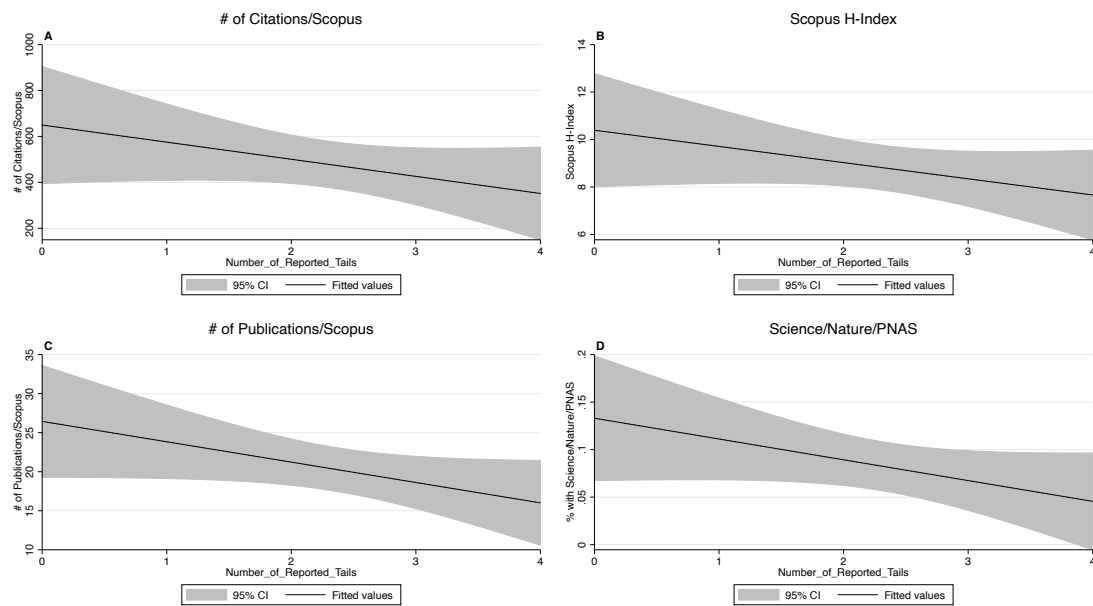 # of Citations/Scopus
A
# of Citations/Scopus
1000
800
600
400
200
0 1 2 3 4
Number_of_Reported_Tails
95% CI Fitted values
Scopus H-Index
B
Scopus H-Index
14
12
10
8
6
0 1 2 3 4
Number_of_Reported_Tails
95% CI Fitted values
# of Publications/Scopus
C
# of Publications/Scopus
35
30
25
20
15
10
0 1 2 3 4
Number_of_Reported_Tails
95% CI Fitted values
Science/Nature/PNAS
D
% with Science/Nature/PNAS
.2
.15
.1
.05
0
0 1 2 3 4
Number_of_Reported_Tails
95% CI Fitted values